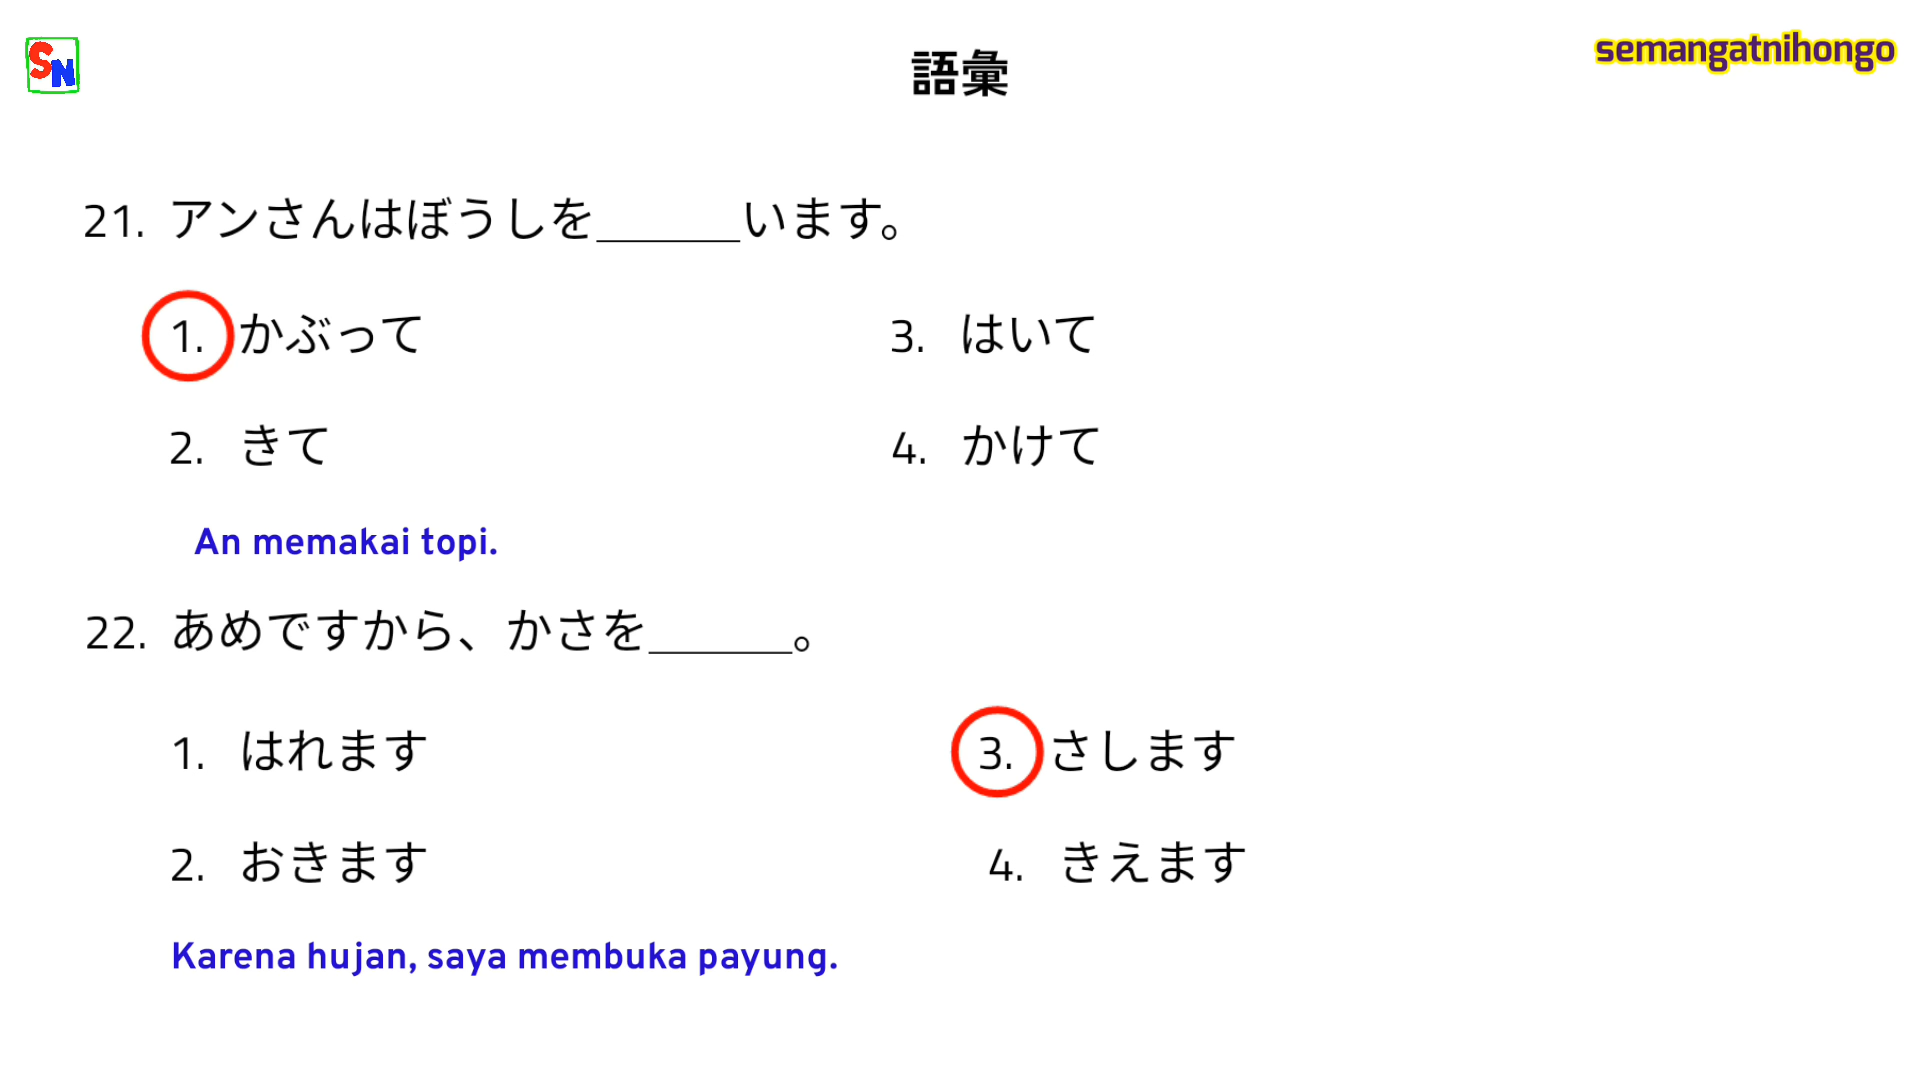 SN
語彙
semangatnihongo
21. アンさんはぼうしを______います。
1. かぶって
3. はいて
2. きて
4. かけて
An memakai topi.
22. あめですから、かさを______。
1. はれます
3. さします
2. おきます
4. きえます
Karena hujan, saya membuka payung.